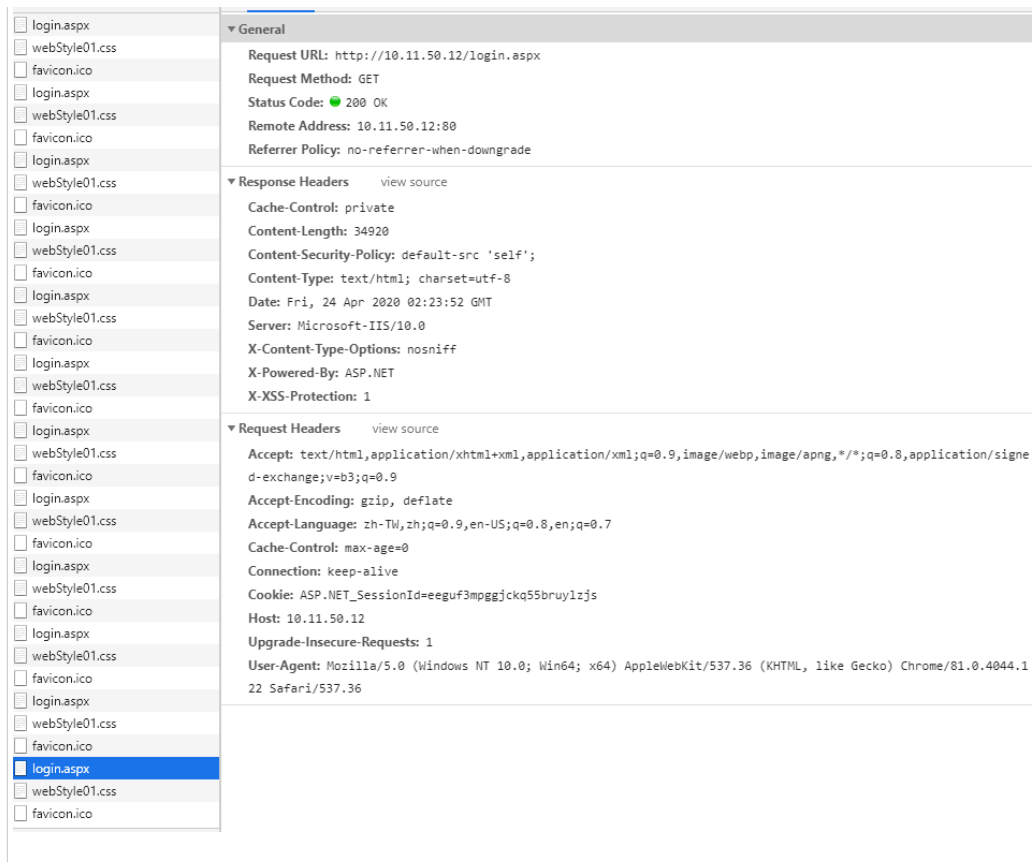 login.aspx
webStyle01.css
favicon.ico
login.aspx
webStyle01.css
favicon.ico
login.aspx
webStyle01.css
favicon.ico
login.aspx
webStyle01.css
favicon.ico
login.aspx
webStyle01.css
favicon.ico
login.aspx
webStyle01.css
favicon.ico
login.aspx
webStyle01.css
favicon.ico
login.aspx
webStyle01.css
favicon.ico
login.aspx
webStyle01.css
favicon.ico
login.aspx
webStyle01.css
favicon.ico
login.aspx
webStyle01.css
favicon.ico
login.aspx
webStyle01.css
favicon.ico
General
Request URL: http://10.11.50.12/login.aspx
Request Method: GET
Status Code: 200 OK
Remote Address: 10.11.50.12:80
Referrer Policy: no-referrer-when-downgrade
Response Headers view source
Cache-Control: private
Content-Length: 34920
Content-Security-Policy: default-src 'self';
Content-Type: text/html; charset=utf-8
Date: Fri, 24 Apr 2020 02:23:52 GMT
Server: Microsoft-IIS/10.0
X-Content-Type-Options: nosniff
X-Powered-By: ASP.NET
X-XSS-Protection: 1
Request Headers view source
Accept: text/html,application/xhtml+xml,application/xml;q=0.9,image/webp,image/apng,*/*;q=0.8,application/signe
d-exchange;v=b3;q=0.9
Accept-Encoding: gzip, deflate
Accept-Language: zh-TW,zh;q=0.9,en-US;q=0.8,en;q=0.7
Cache-Control: max-age=0
Connection: keep-alive
Cookie: ASP.NET_SessionId=eeguf3mpggjckq55bruylzjs
Host: 10.11.50.12
Upgrade-Insecure-Requests: 1
User-Agent: Mozilla/5.0 (Windows NT 10.0; Win64; x64) AppleWebKit/537.36 (KHTML, like Gecko) Chrome/81.0.4044.1
22 Safari/537.36